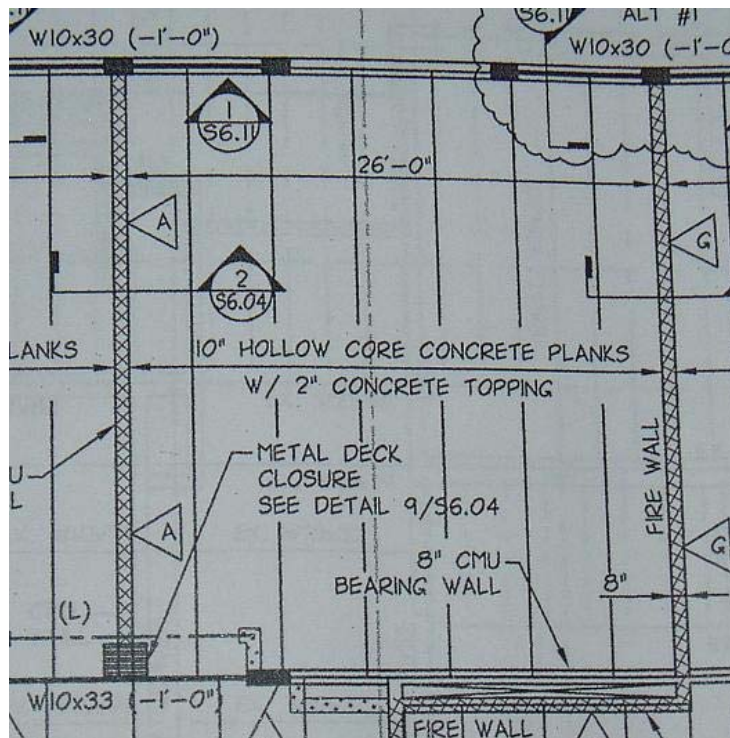 S6.11
ALT #1
W10x30 (-1'-0")
W10x30 (-1'-0
1
S6.11
26'-0"
A
G
2
S6.04
LANKS
10" HOLLOW CORE CONCRETE PLANKS
W/ 2" CONCRETE TOPPING
METAL DECK
CLOSURE
SEE DETAIL 9/S6.04
FIRE WALL
A
G
8" CMU
BEARING WALL
8"
(L)
W10x33 (-1'-0")
FIRE WALL